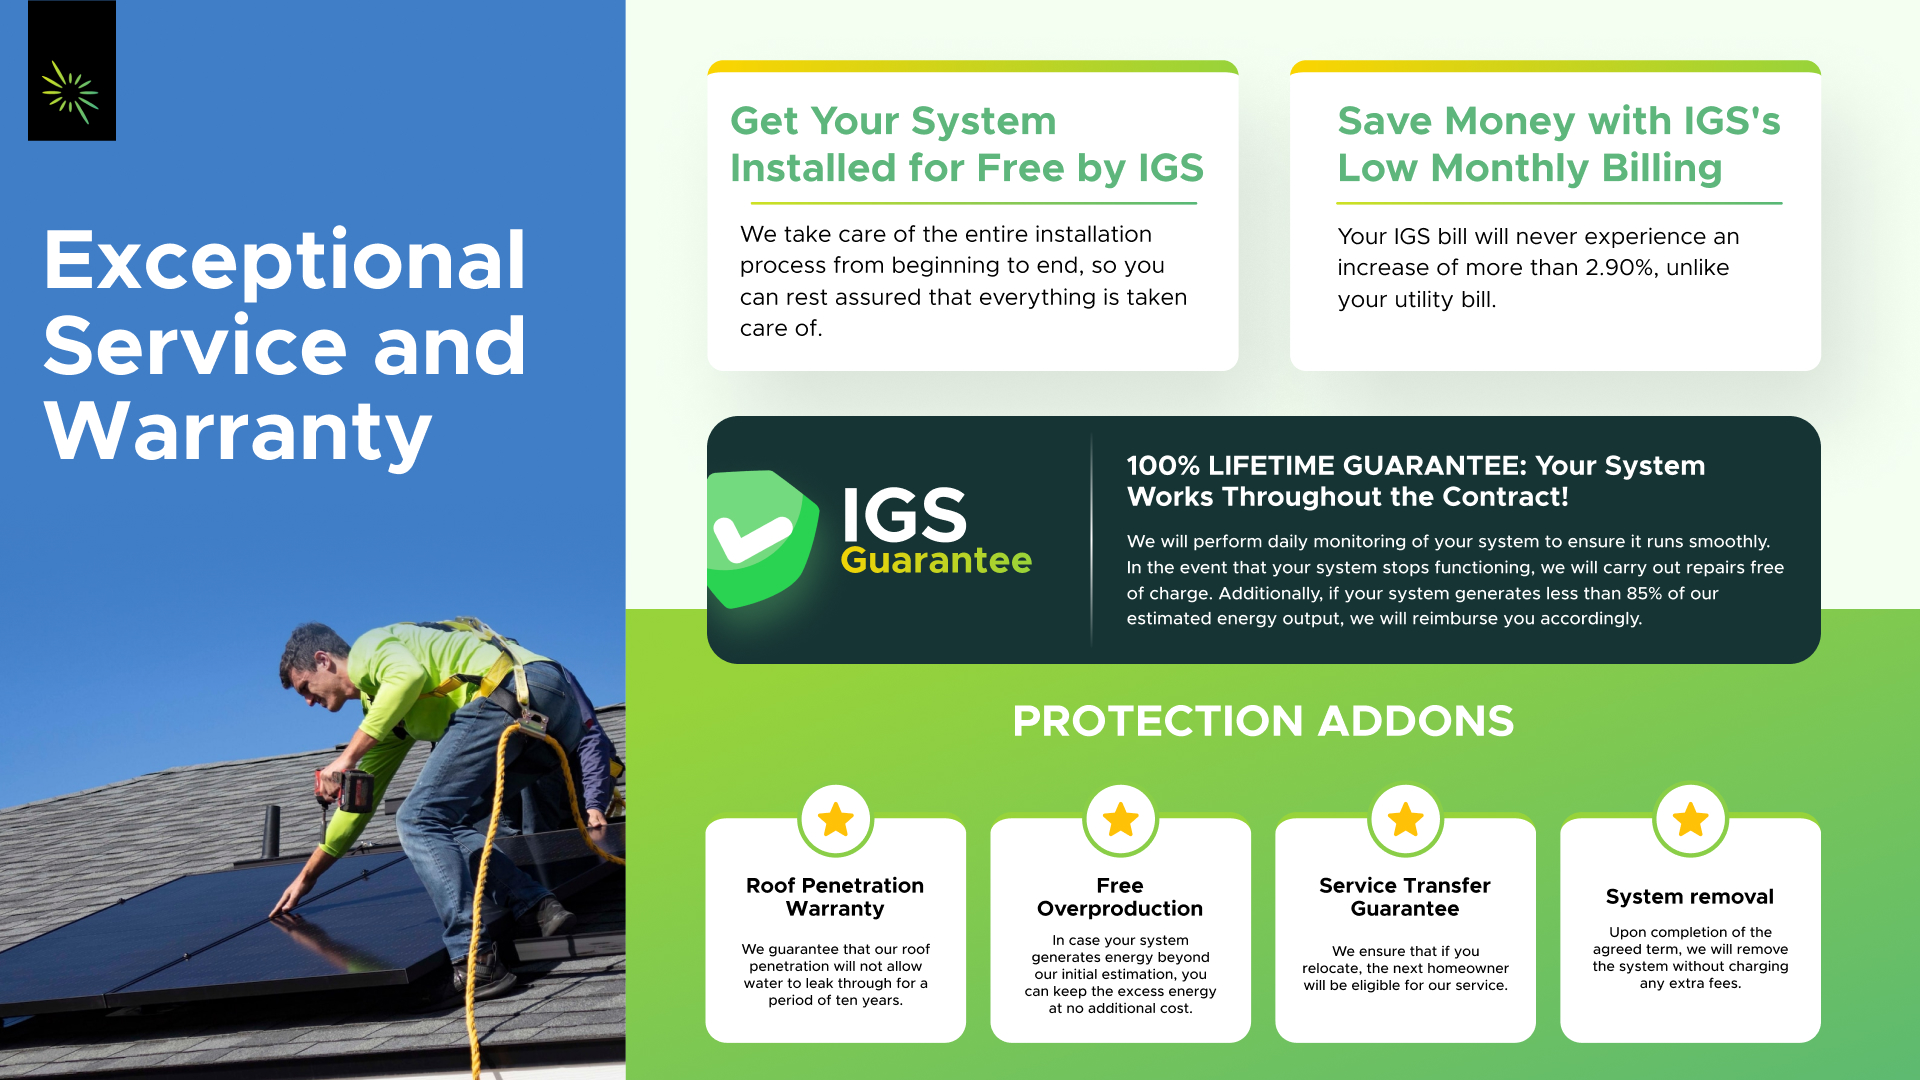 Exceptional
Service and
Warranty
Get Your System
Installed for Free by IGS
We take care of the entire installation
process from beginning to end, so you
can rest assured that everything is taken
care of.
Save Money with IGS's
Low Monthly Billing
Your IGS bill will never experience an
increase of more than 2.90%, unlike
your utility bill.
IGS
Guarantee
100% LIFETIME GUARANTEE: Your System
Works Throughout the Contract!
We will perform daily monitoring of your system to ensure it runs smoothly.
In the event that your system stops functioning, we will carry out repairs free
of charge. Additionally, if your system generates less than 85% of our
estimated energy output, we will reimburse you accordingly.
PROTECTION ADDONS
Roof Penetration
Warranty
We guarantee that our roof
penetration will not allow
water to leak through for a
period of ten years.
Free
Overproduction
In case your system
generates energy beyond
our initial estimation, you
can keep the excess energy
at no additional cost.
Service Transfer
Guarantee
We ensure that if you
relocate, the next homeowner
will be eligible for our service.
System removal
Upon completion of the
agreed term, we will remove
the system without charging
any extra fees.